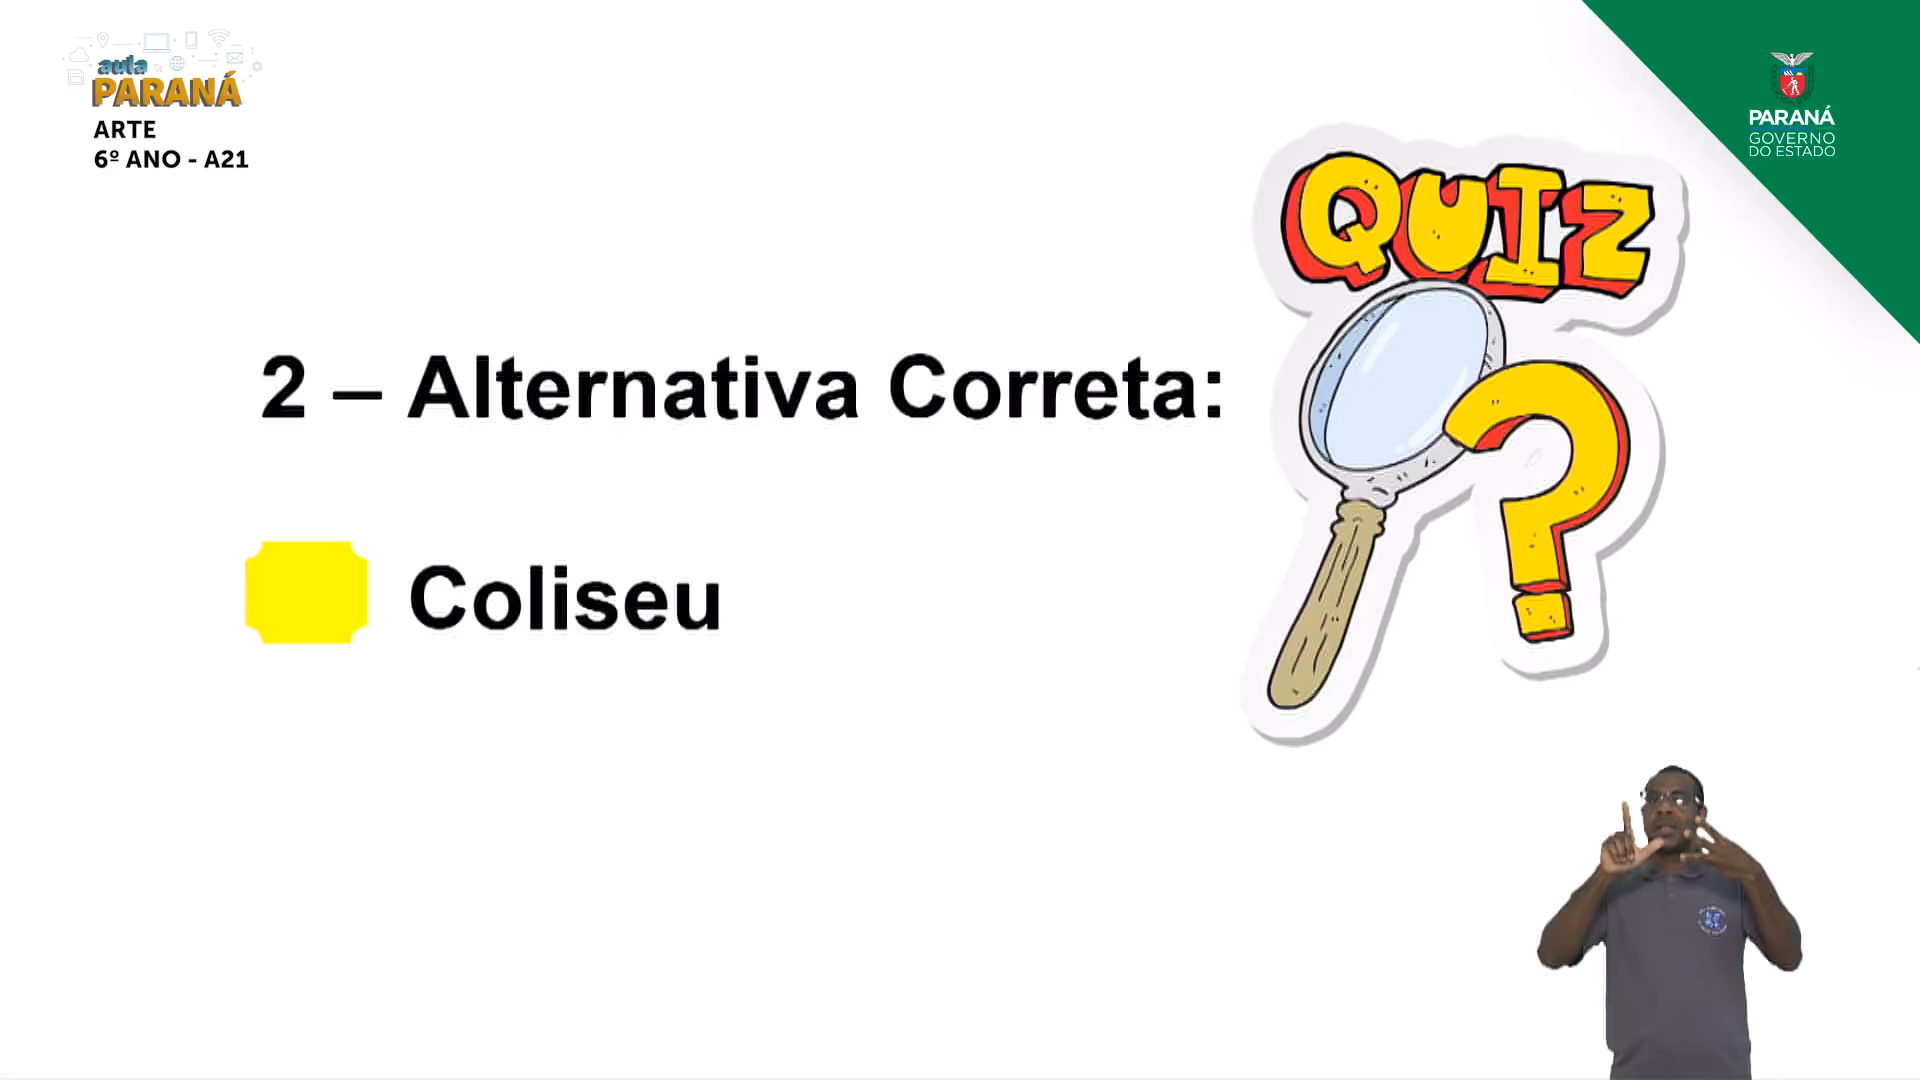 aula
PARANÁ
ARTE
6º ANO - A21
PARANÁ
GOVERNO
DO ESTADO
QUIZ
?
2 – Alternativa Correta:
Coliseu